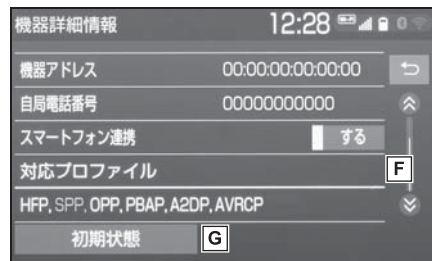 機器詳細情報 12:28
機器アドレス 00:00:00:00:00:00
自局電話番号 00000000000
スマートフォン連携 する
対応プロファイル
F
HFP, SPP, OPP, PBAP, A2DP, AVRCP
初期状態 G